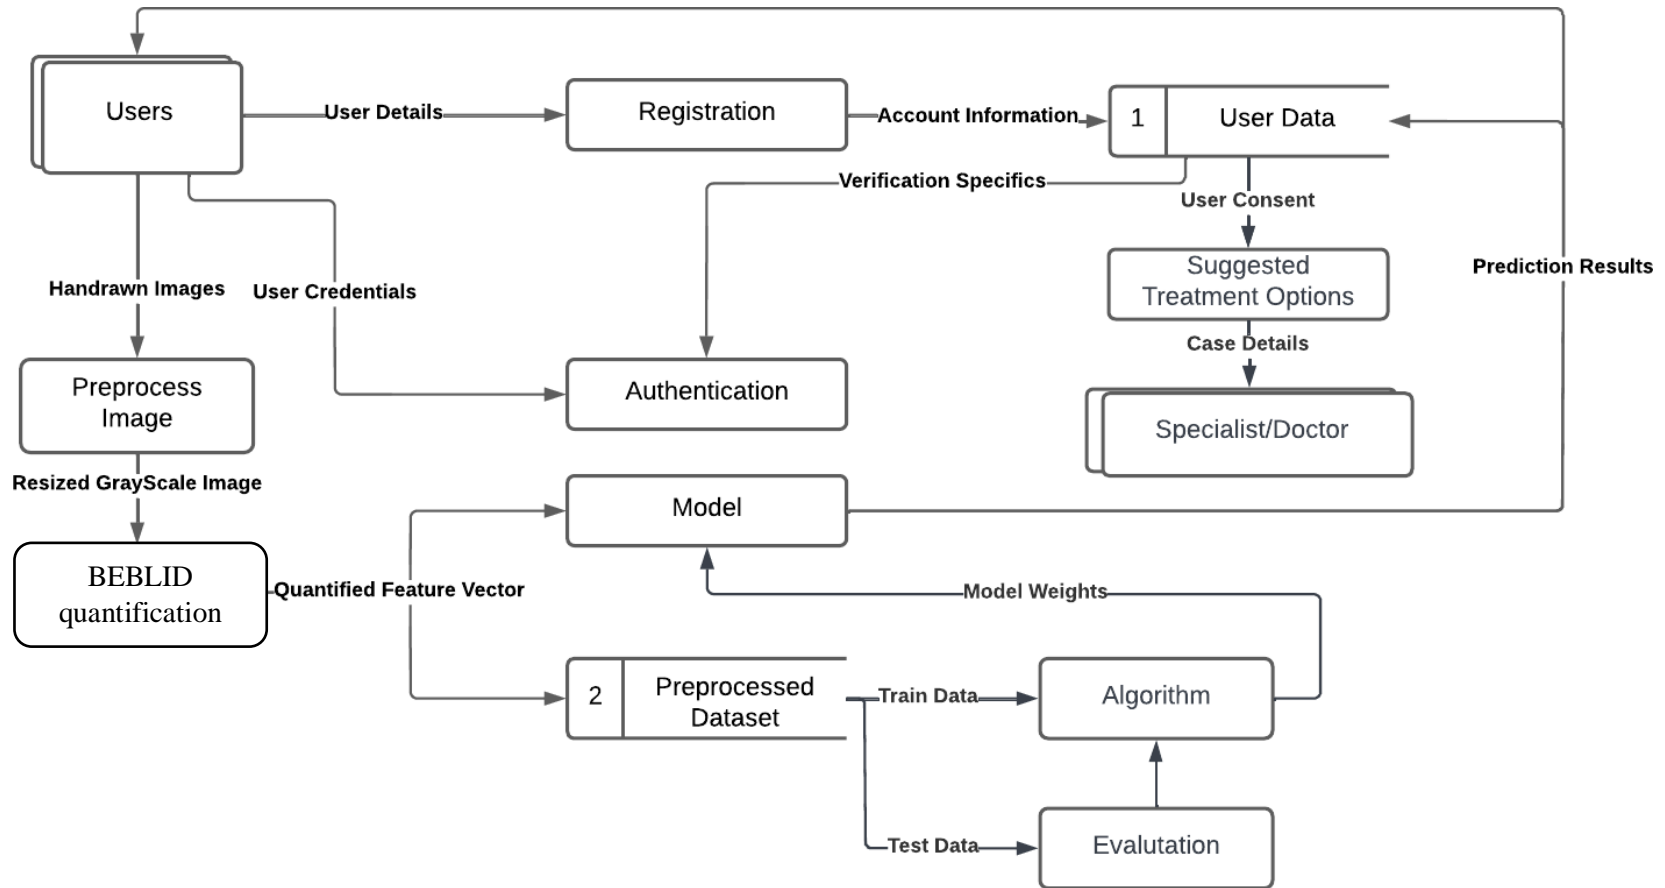 Users
User Details
Registration
Account Information
1
User Data
Verification Specifics
User Consent
Suggested
Treatment Options
Prediction Results
Handrawn Images
User Credentials
Case Details
Preprocess
Image
Authentication
Specialist/Doctor
Resized GrayScale Image
Model
BEBLID
quantification
Quantified Feature Vector
Model Weights
2
Preprocessed
Dataset
Train Data
Algorithm
Test Data
Evalutation